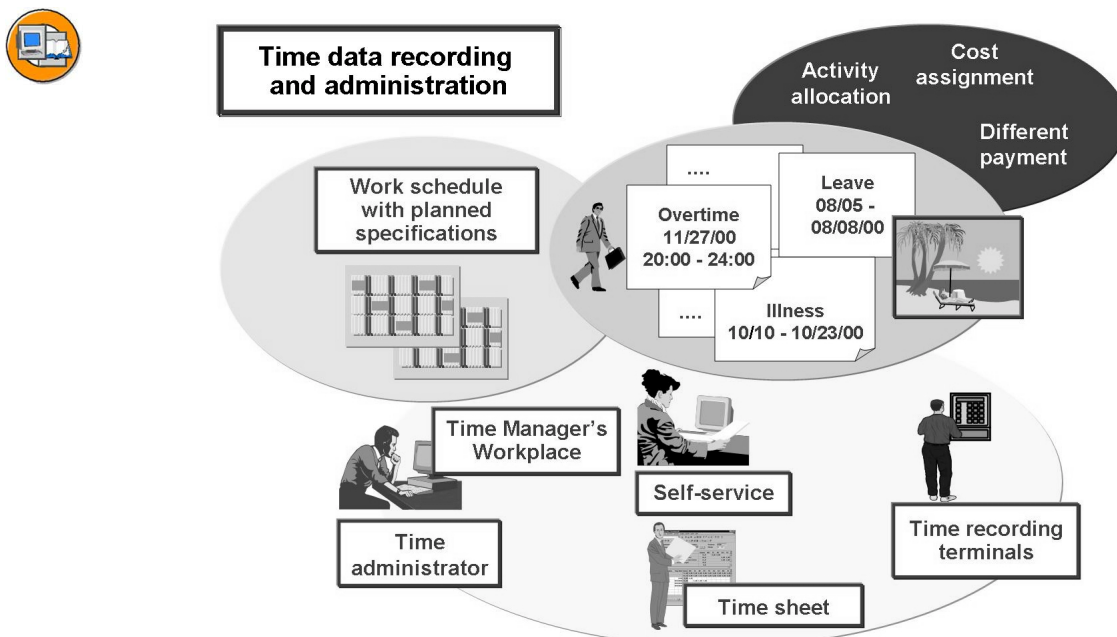 Time data recording
and administration
Cost
assignment
Activity
allocation
Different
payment
Work schedule
with planned
specifications
....
Leave
08/05 -
08/08/00
Overtime
11/27/00
20:00 - 24:00
....
Illness
10/10 - 10/23/00
Time Manager’s
Workplace
Self-service
Time
administrator
Time recording
terminals
Time sheet